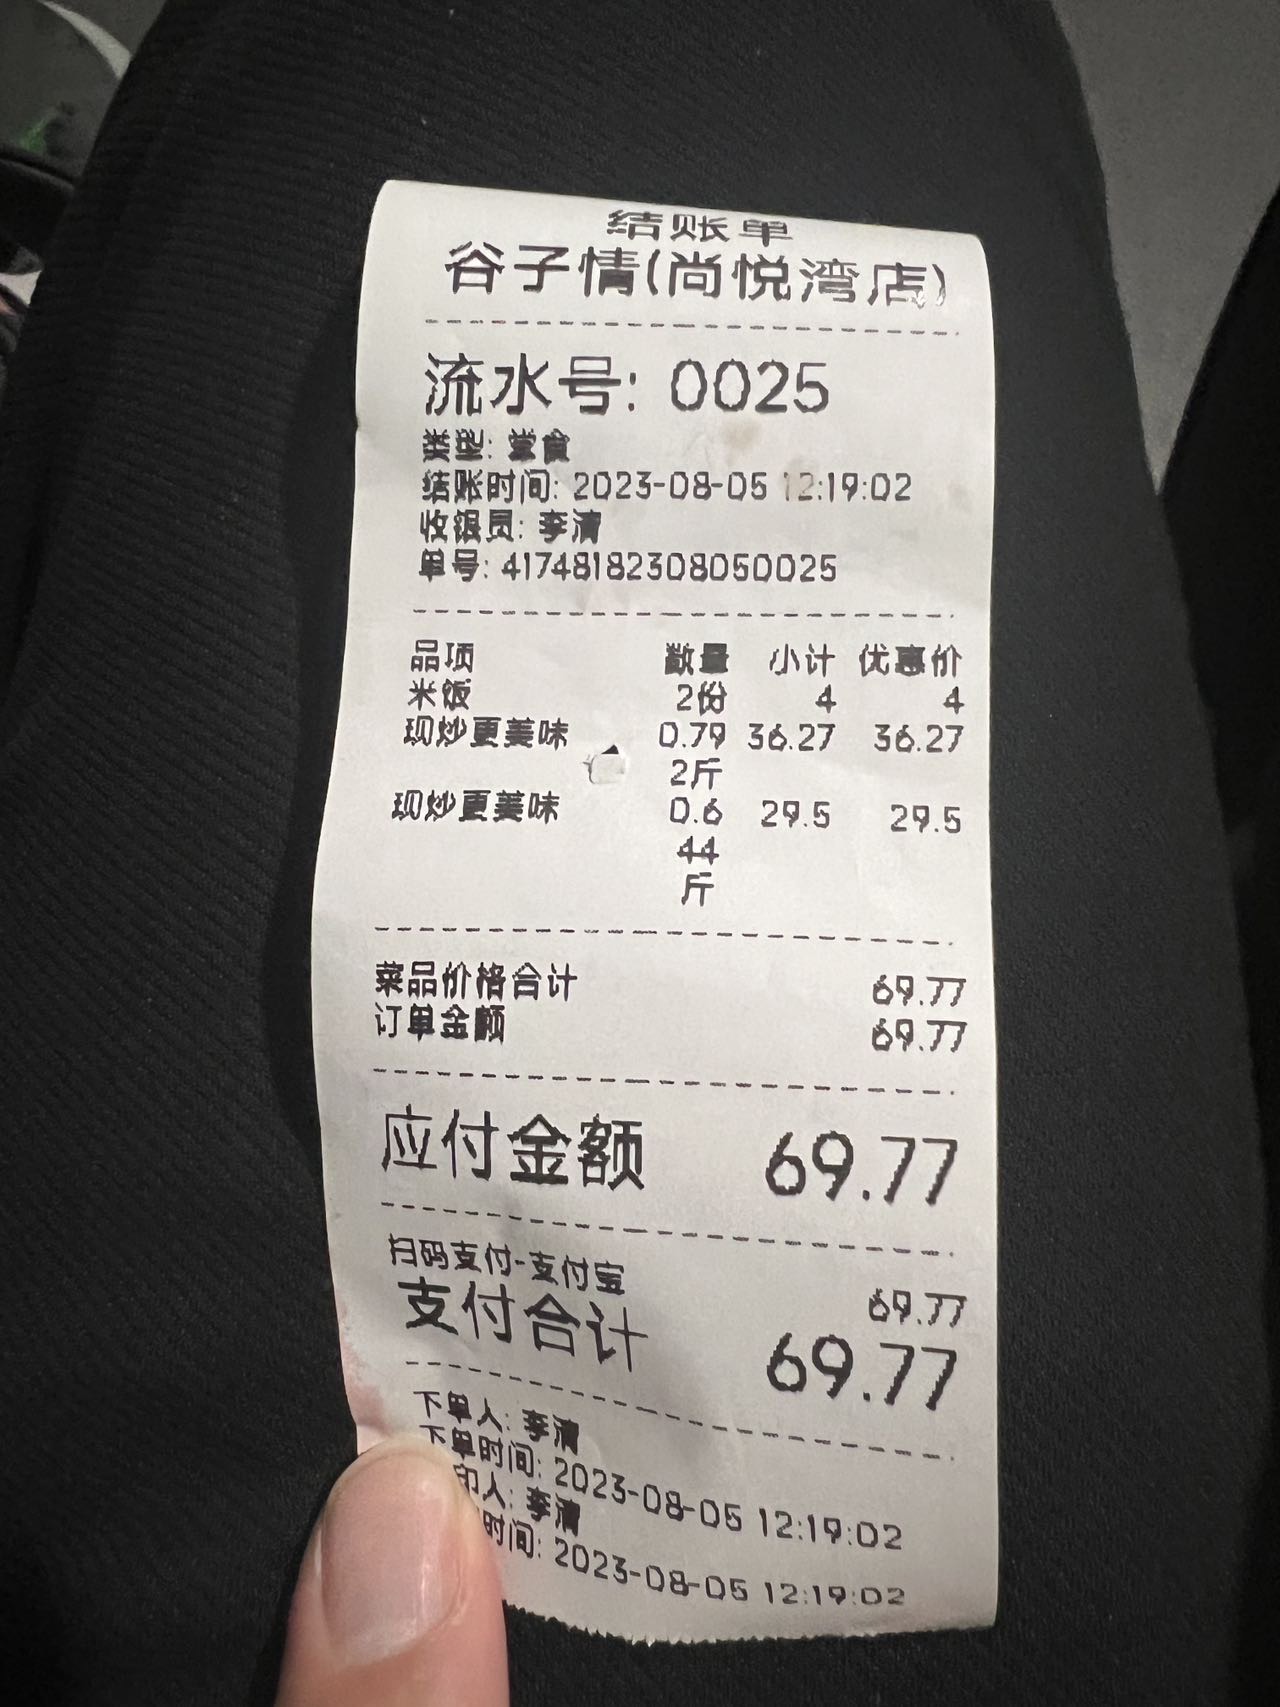 结账单
谷子情(尚悦湾店)
流水号: 0025
类型: 堂食
结账时间: 2023-08-05 12:19:02
收银员: 李清
单号: 41748182308050025
品项 数量 小计 优惠价
米饭 2份 4 4
现炒更美味 0.79 36.27 36.27
2斤
现炒更美味 0.6 29.5 29.5
44
斤
菜品价格合计 69.77
订单金额 69.77
应付金额 69.77
扫码支付-支付宝 69.77
支付合计 69.77
下单人: 李清
下单时间: 2023-08-05 12:19:02
印人: 李清
时间: 2023-08-05 12:19:02